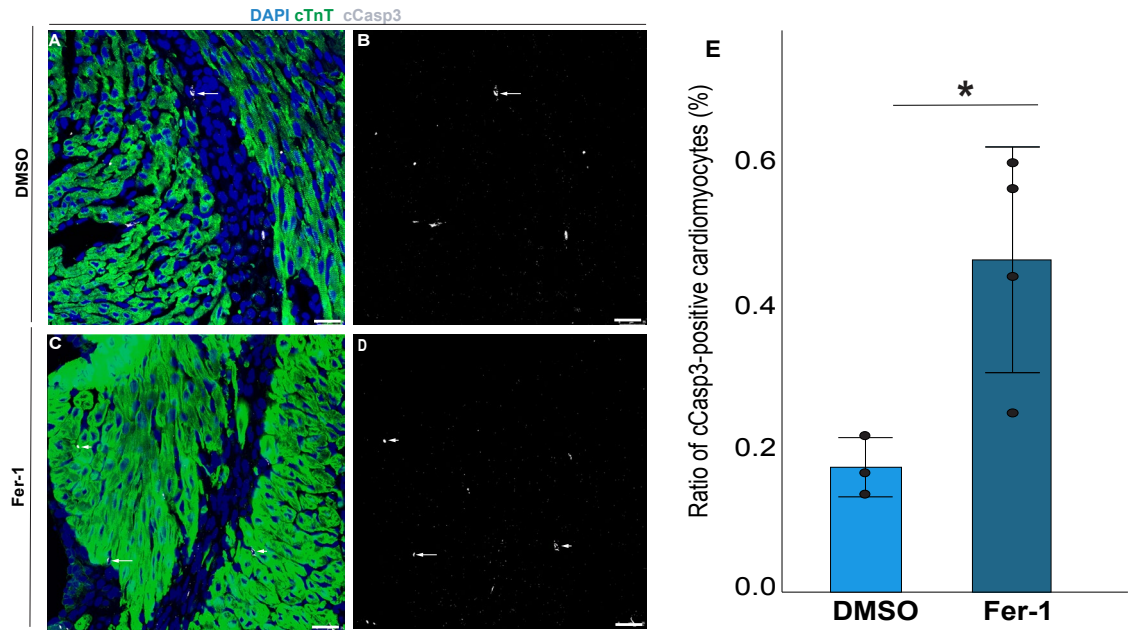 DAPI cTnT cCasp3
A
B
DMSO
C
D
Fer-1
E
Ratio of cCasp3-positive cardiomyocytes (%)
*
0.6
0.4
0.2
0.0
DMSO
Fer-1